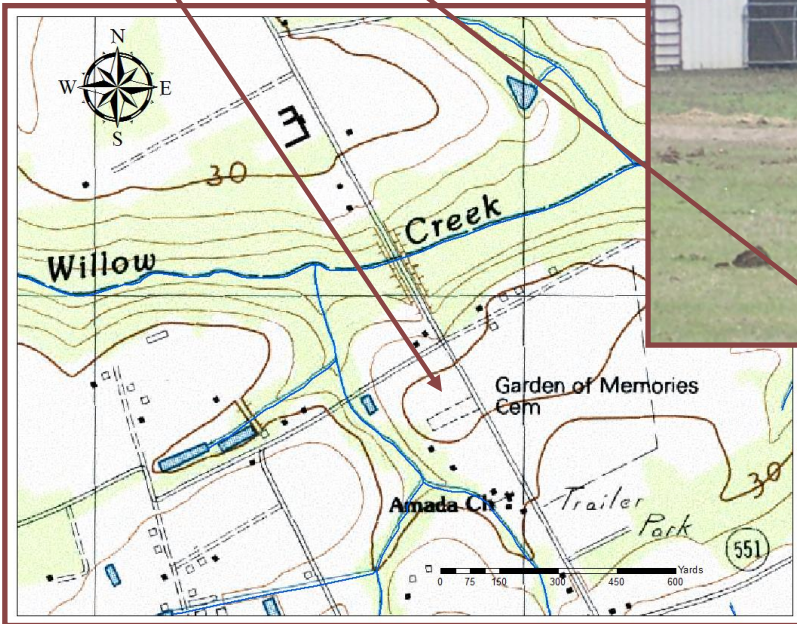 N
W E
S
30
Willow Creek
Garden of Memories
Cem
Amada Ch
Trailer
Park
30
551
Yards
0 75 150 300 450 600